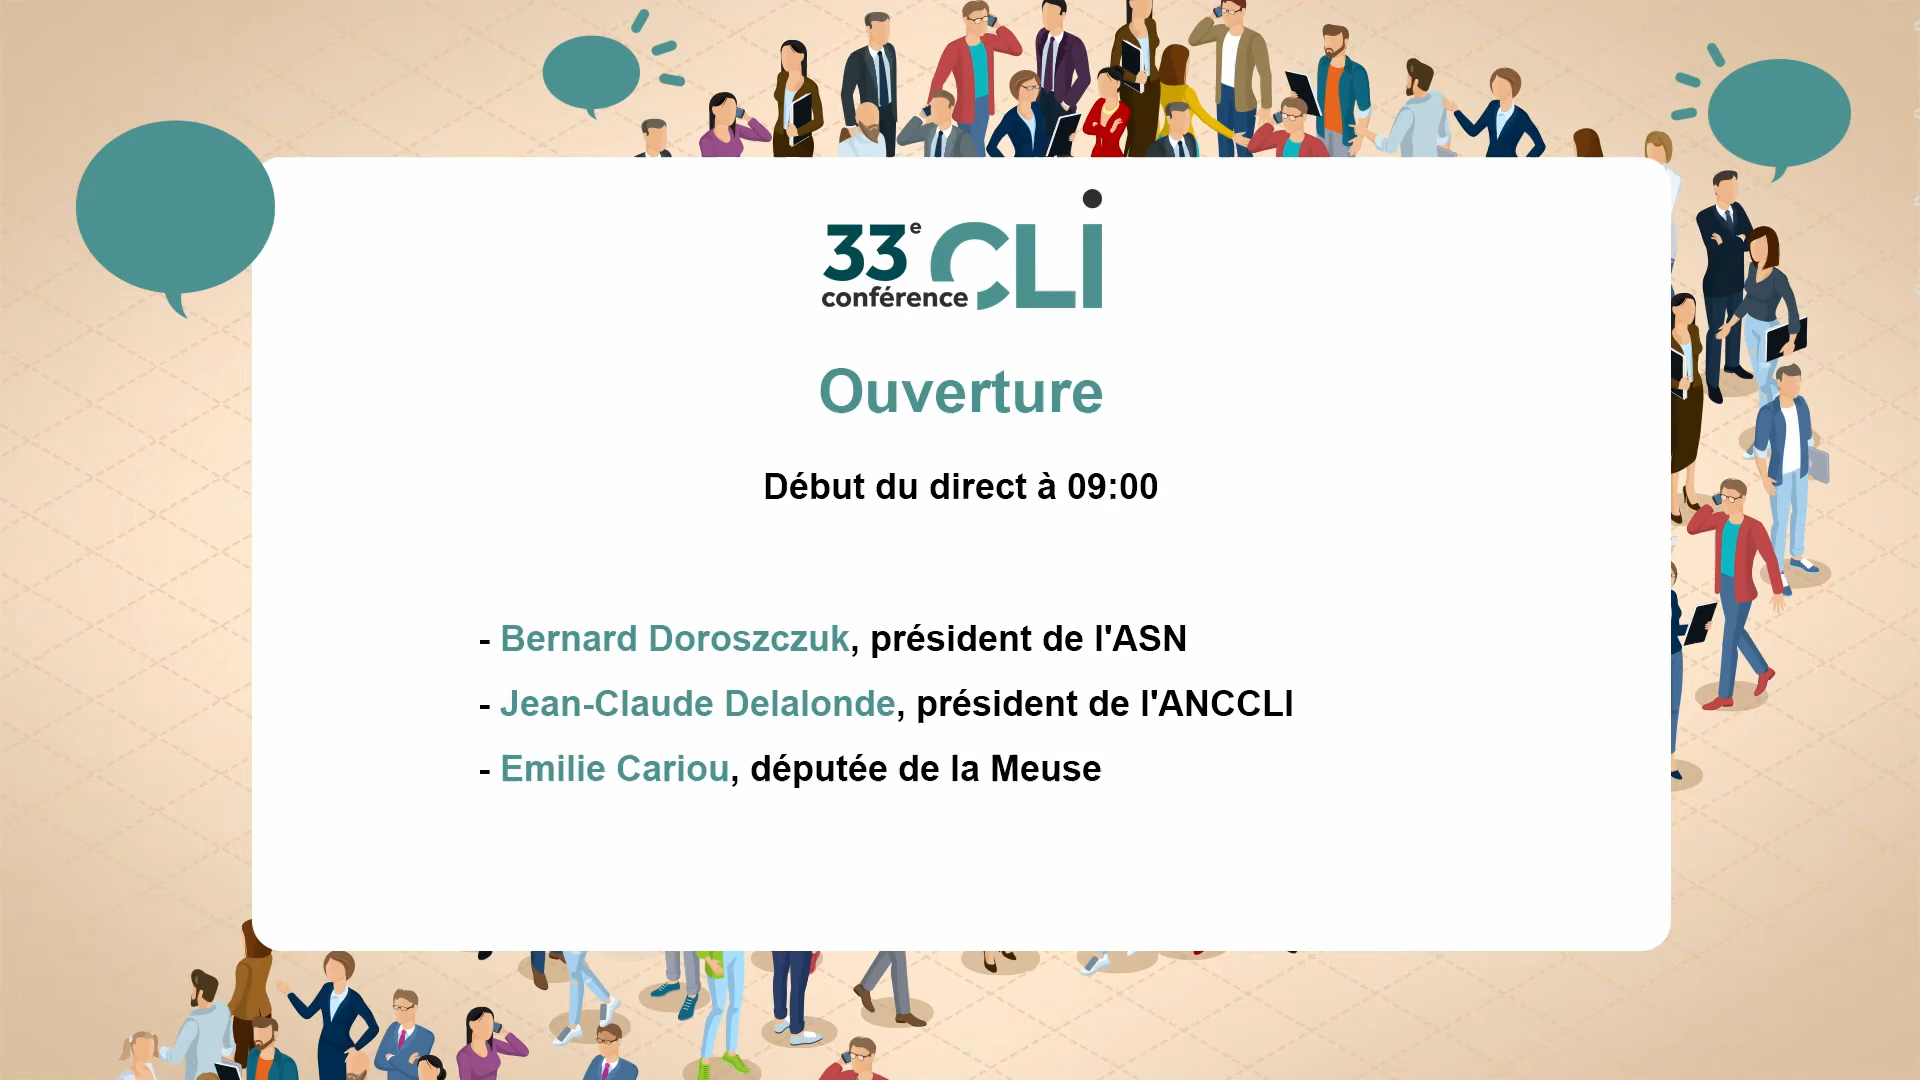 33e CLI
conférence
Ouverture
Début du direct à 09:00
- Bernard Doroszczuk, président de l'ASN
- Jean-Claude Delalonde, président de l'ANCCLI
- Emilie Cariou, députée de la Meuse